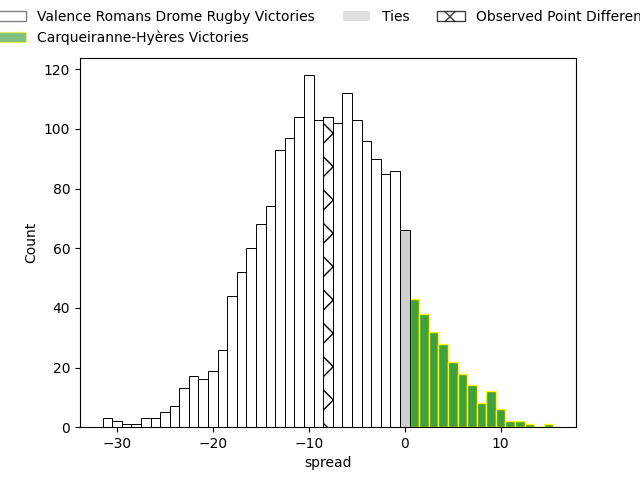 Valence Romans Drome Rugby Victories
Ties
Observed Point Differen
Carqueiranne-Hyères Victories
120
100
80
60
40
20
0
Count
−30 −20 −10 0 10
spread